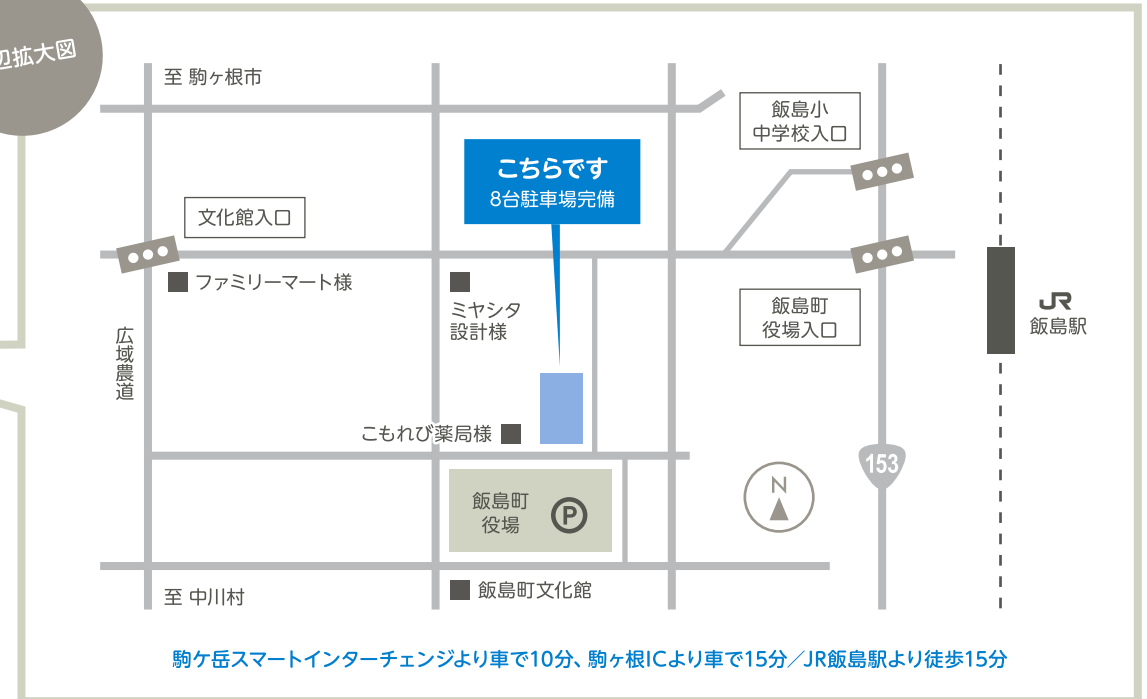 辺拡大図
至 駒ヶ根市
飯島小
中学校入口
こちらです
8台駐車場完備
文化館入口
ファミリーマート様
ミヤシタ
設計様
飯島町
役場入口
JR
飯島駅
広域農道
こもれび薬局様
153
N
飯島町
役場
P
飯島町文化館
至 中川村
駒ケ岳スマートインターチェンジより車で10分、駒ヶ根ICより車で15分／JR飯島駅より徒歩15分